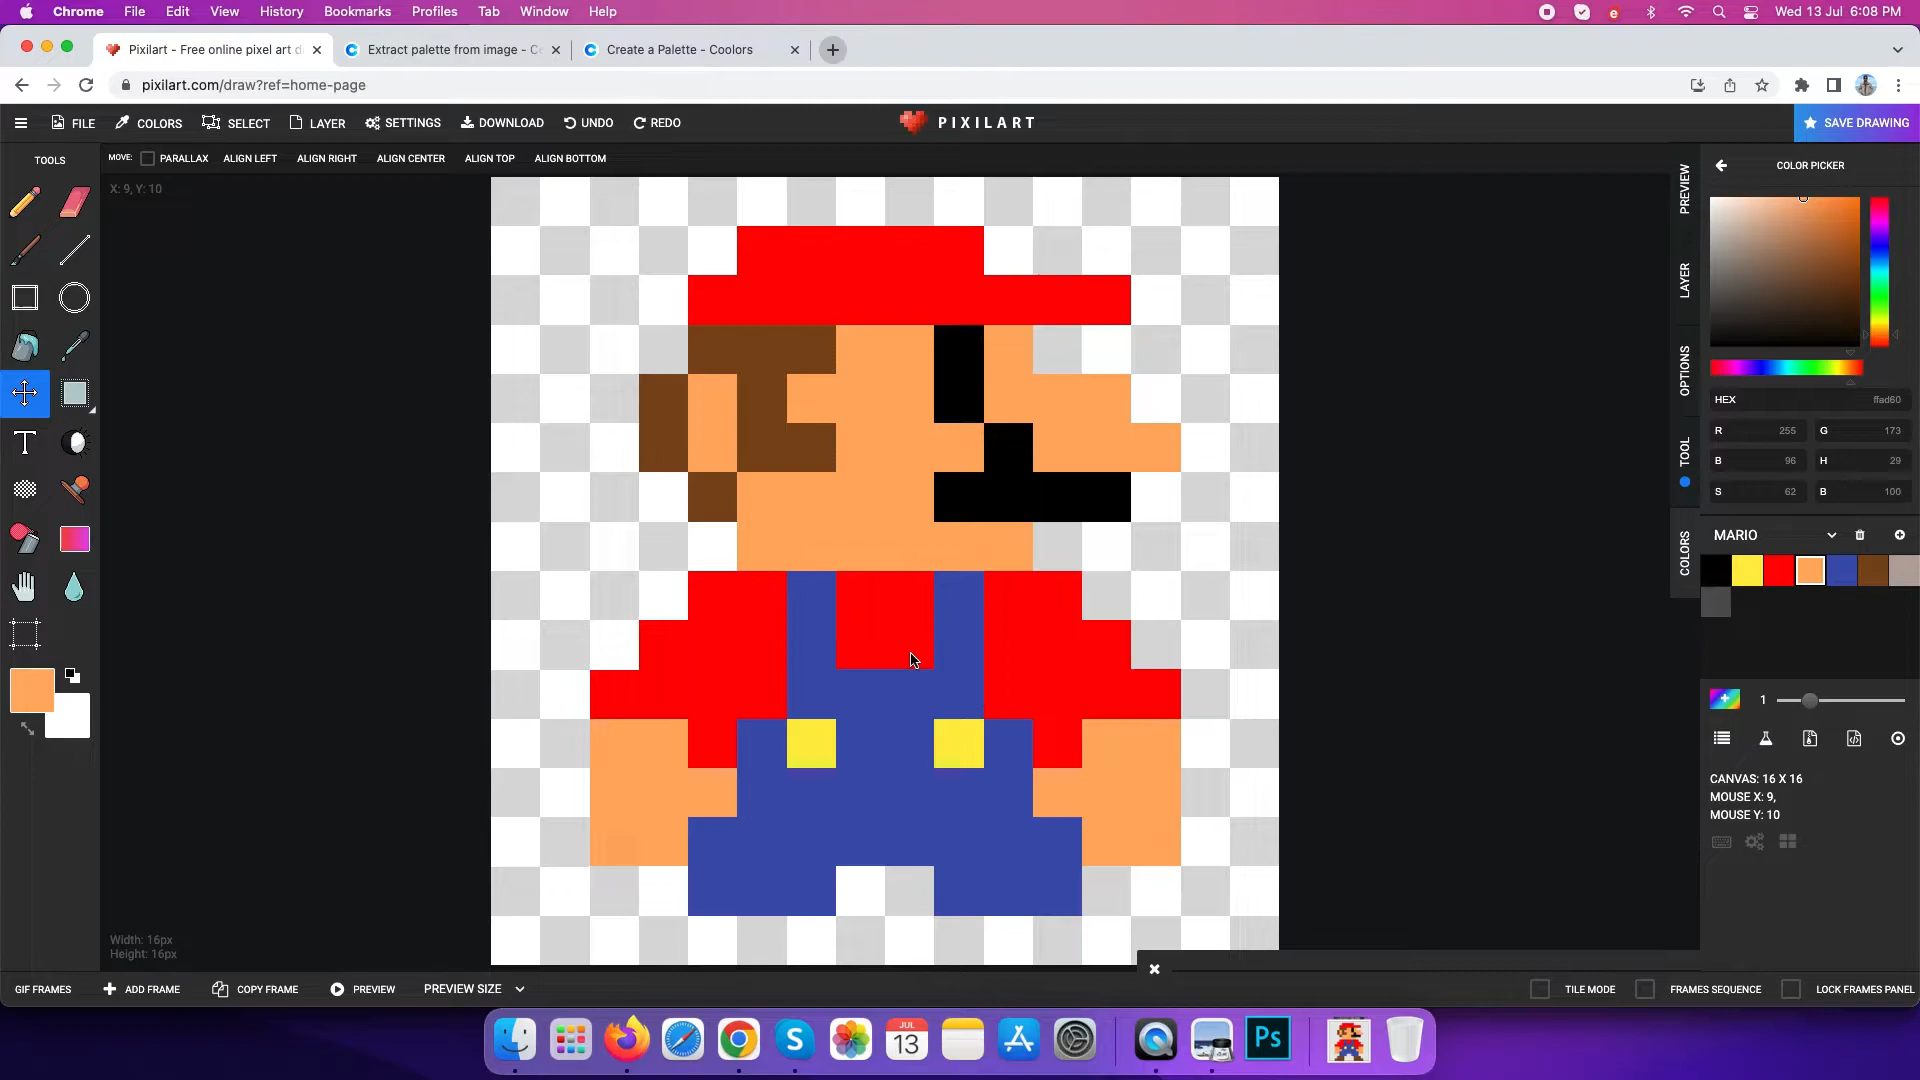 Chrome File Edit View History Bookmarks Profiles Tab Window Help
e
Wed 13 Jul 6:08 PM
Pixilart - Free online pixel art d
Extract palette from image - Co
Create a Palette - Coolors
pixilart.com/draw?ref=home-page
FILE COLORS SELECT LAYER SETTINGS DOWNLOAD UNDO REDO
PIXILART
SAVE DRAWING
TOOLS
MOVE: PARALLAX ALIGN LEFT ALIGN RIGHT ALIGN CENTER ALIGN TOP ALIGN BOTTOM
X: 9, Y: 10
PREVIEW
LAYER
OPTIONS
TOOL
COLORS
COLOR PICKER
HEX ffad60
R 255 G 173
B 96 H 29
S 62 B 100
MARIO
1
CANVAS: 16 X 16
MOUSE X: 9,
MOUSE Y: 10
T
Width: 16px
Height: 16px
GIF FRAMES ADD FRAME COPY FRAME PREVIEW PREVIEW SIZE
TILE MODE FRAMES SEQUENCE LOCK FRAMES PANEL
JUL
13
S
Ps